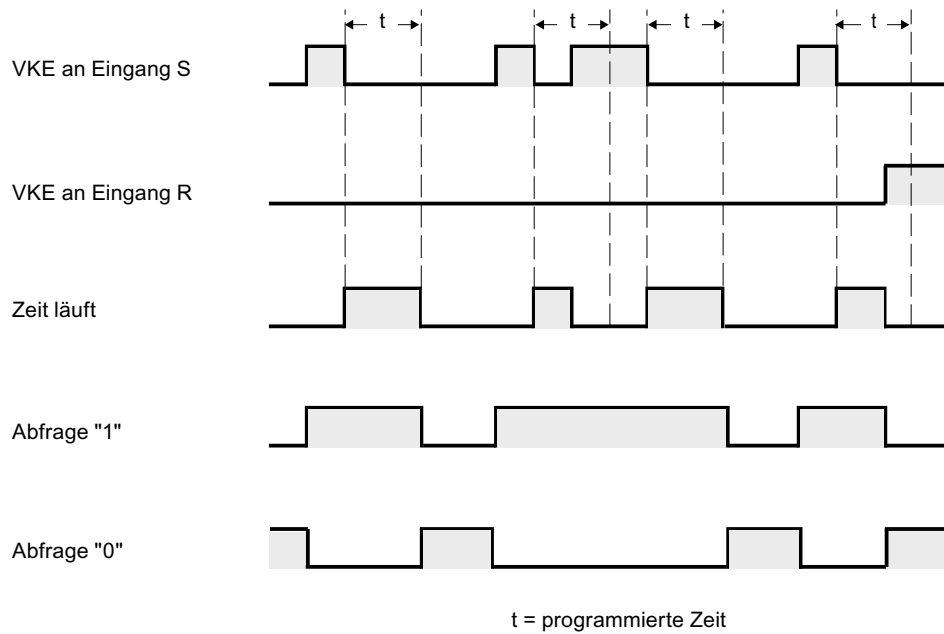 t t t t
VKE an Eingang S
VKE an Eingang R
Zeit läuft
Abfrage "1"
Abfrage "0"
t = programmierte Zeit